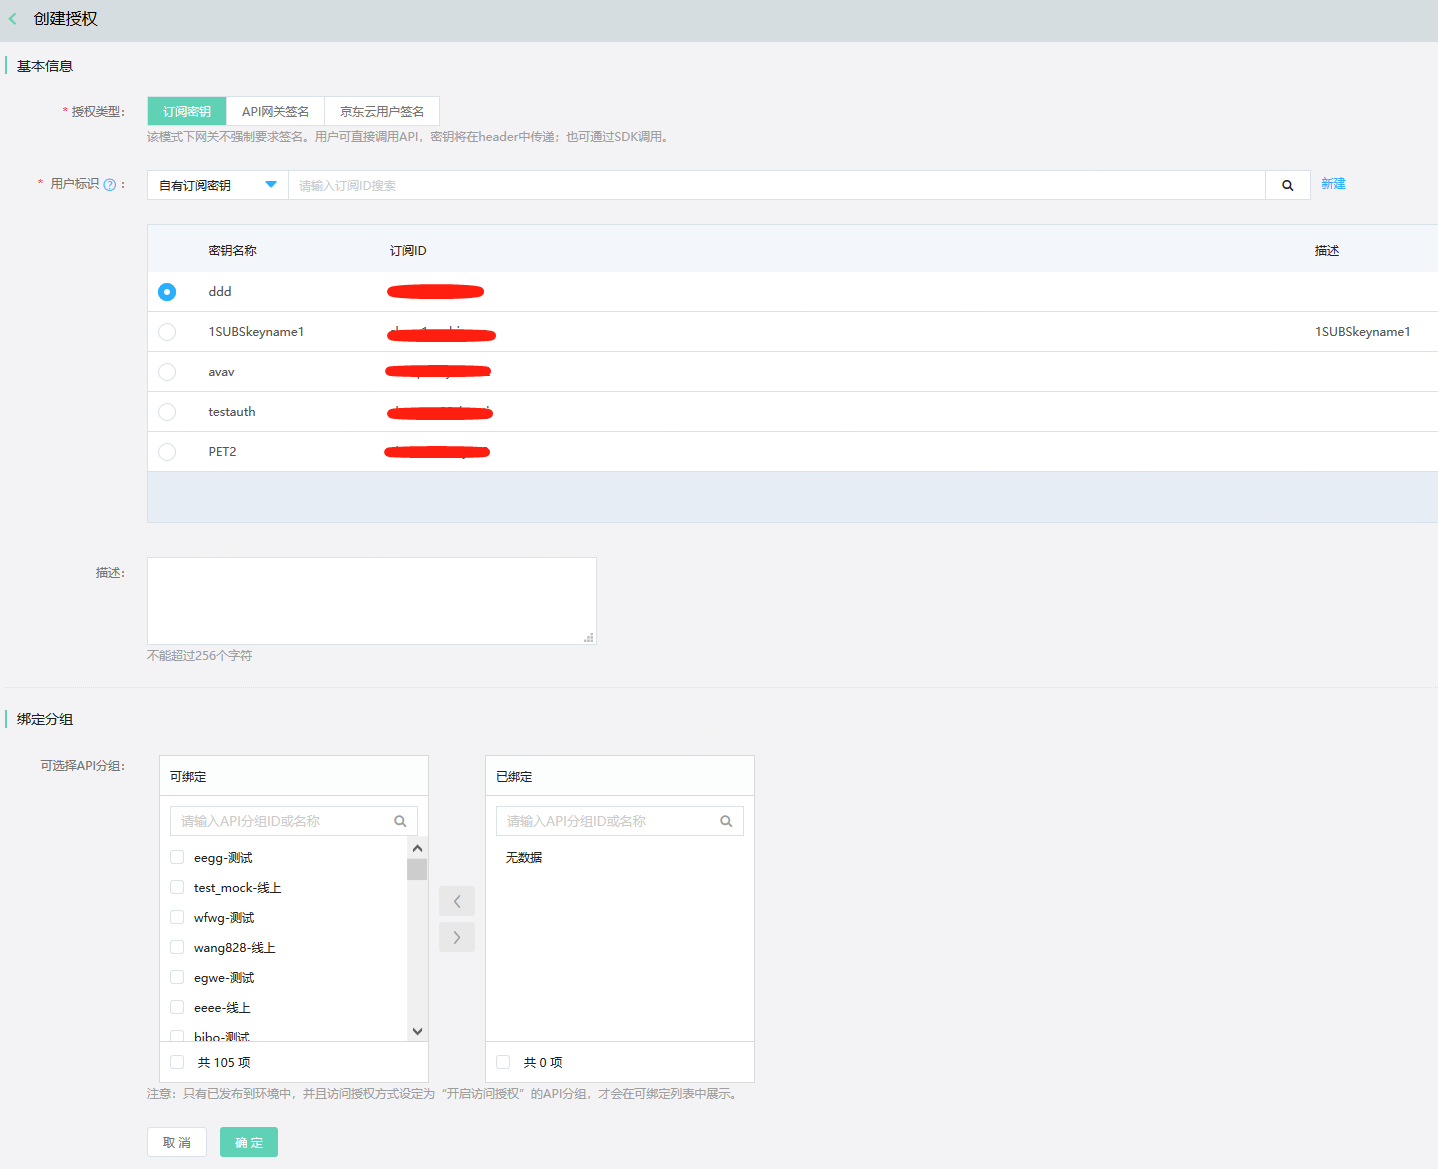 创建授权
基本信息
* 授权类型：
订阅密钥 API网关签名 京东云用户签名
该模式下网关不强制要求签名。用户可直接调用API，密钥将在header中传递；也可通过SDK调用。
* 用户标识 ? ： 自有订阅密钥 请输入订阅ID搜索 新建
密钥名称 订阅ID 描述
ddd
1SUBSkeyname1 1SUBSkeyname1
avav
testauth
PET2
描述：
不能超过256个字符
绑定分组
可选择API分组：
可绑定
请输入API分组ID或名称
eegg-测试
test_mock-线上
wfwg-测试
wang828-线上
egwe-测试
eeee-线上
bibo-测试
共 105 项
已绑定
请输入API分组ID或名称
无数据
共 0 项
注意：只有已发布到环境中，并且访问授权方式设定为“开启访问授权”的API分组，才会在可绑定列表中展示。
取 消 确 定